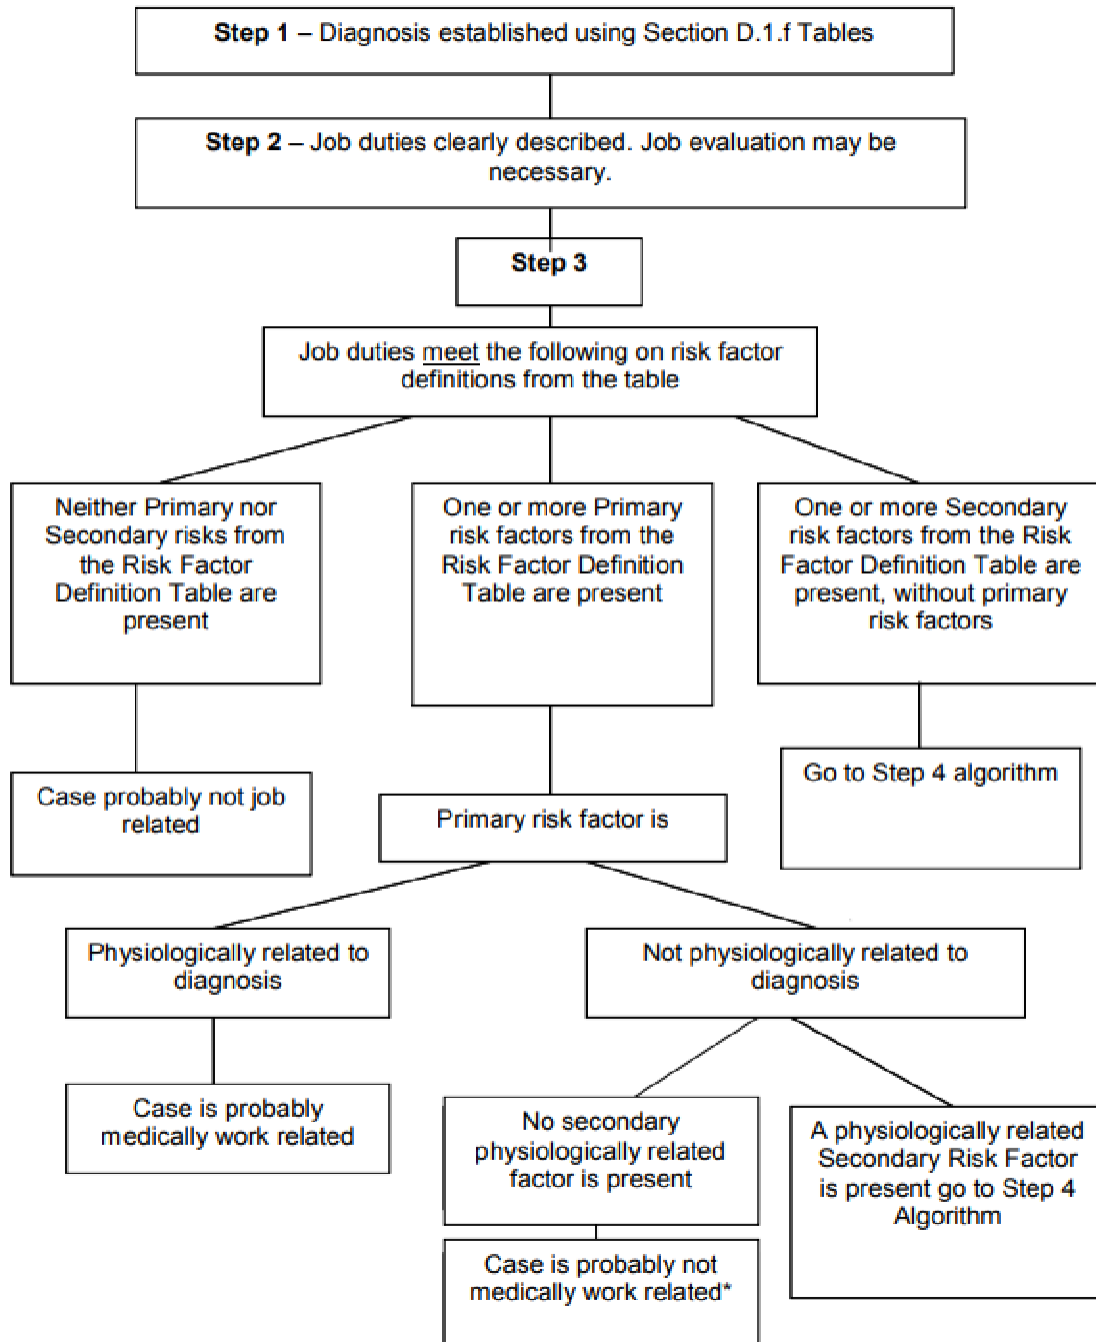 Step 1 – Diagnosis established using Section D.1.f Tables
Step 2 – Job duties clearly described. Job evaluation may be
necessary.
Step 3
Job duties meet the following on risk factor
definitions from the table
Neither Primary nor
Secondary risks from
the Risk Factor
Definition Table are
present
One or more Primary
risk factors from the
Risk Factor Definition
Table are present
One or more Secondary
risk factors from the Risk
Factor Definition Table are
present, without primary
risk factors
Case probably not job
related
Primary risk factor is
Go to Step 4 algorithm
Physiologically related to
diagnosis
Not physiologically related to
diagnosis
Case is probably
medically work related
No secondary
physiologically related
factor is present
A physiologically related
Secondary Risk Factor
is present go to Step 4
Algorithm
Case is probably not
medically work related*